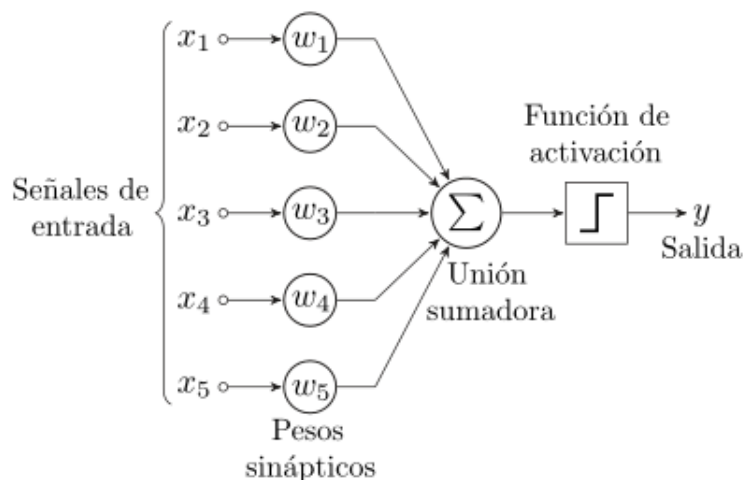 x₁ w₁
x₂ w₂
Función de
activación
Señales de
entrada
x₃ w₃
∑
y
Salida
Unión
sumadora
x₄ w₄
x₅ w₅
Pesos
sinápticos